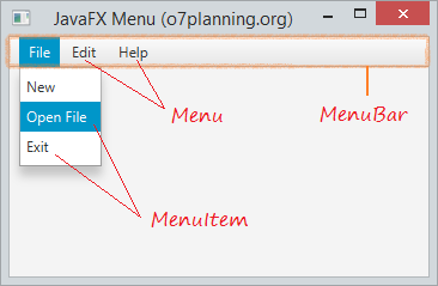 JavaFX Menu (o7planning.org)
File Edit Help
New
Open File
Exit
Menu
MenuBar
MenuItem